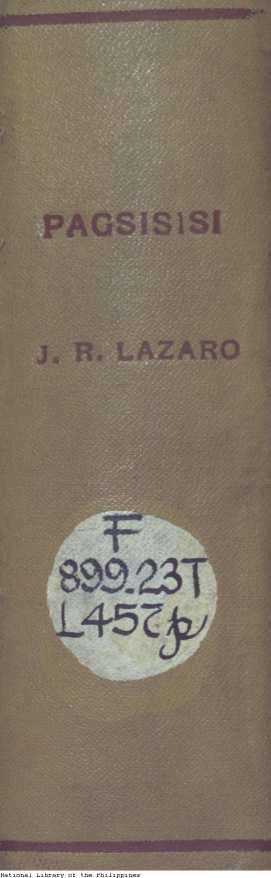 PAGSISISI
J. R. LAZARO
F
899.23T
L457p
National Library of the Philippines